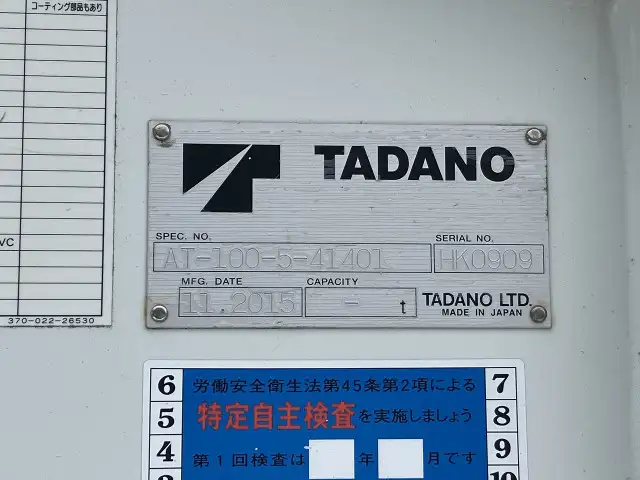 コーティング部品もあり
VC
370-022-26530
TADANO
SPEC. NO.
SERIAL NO.
AT-100-5-41401
HK0909
MFG. DATE
CAPACITY
11.2015
-
t
TADANO LTD.
MADE IN JAPAN
6
労働安全衛生法第45条第2項による
7
5
特定自主検査を実施しましょう
8
4
第1回検査は 年 月です
9